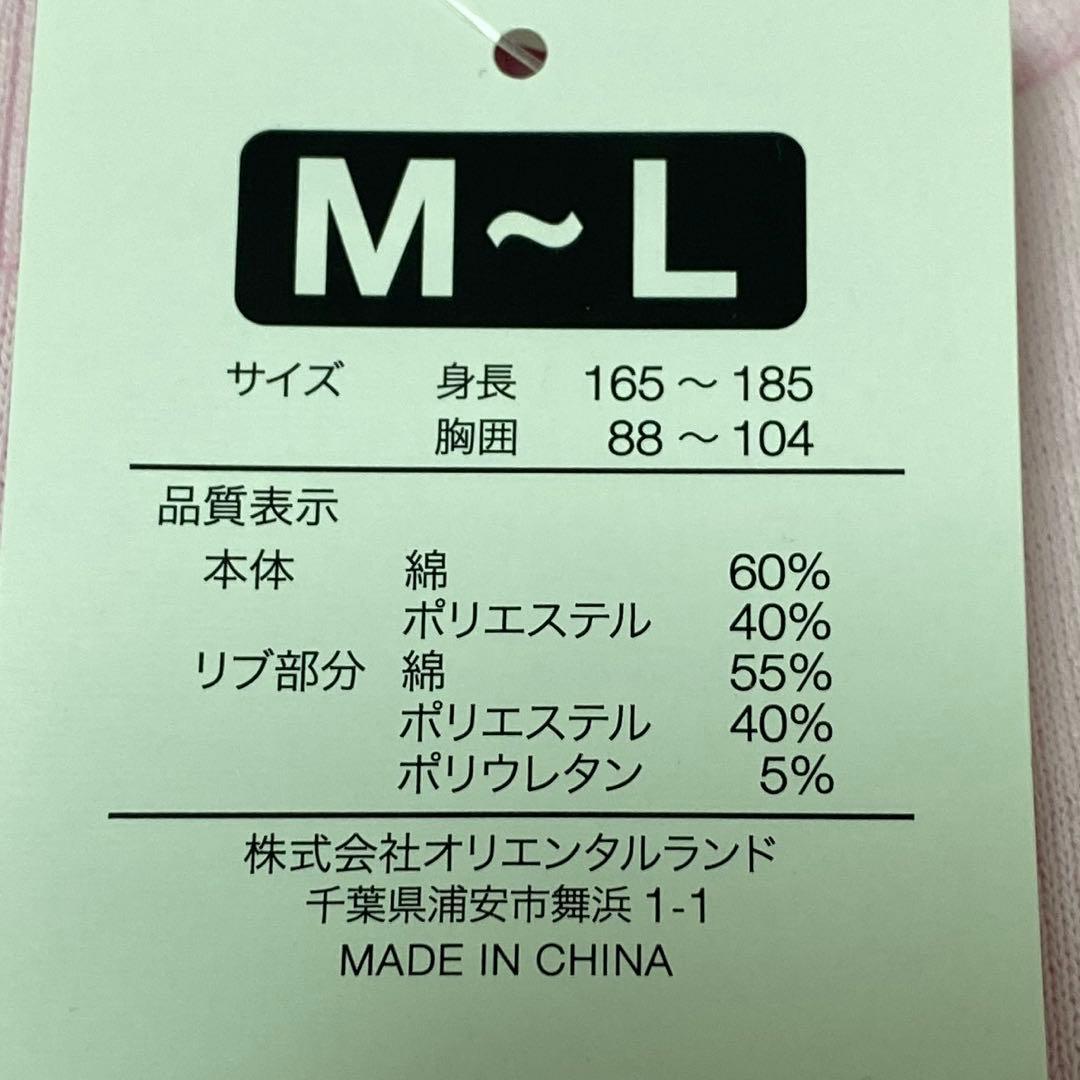 M~L
サイズ 身長 165～185
胸囲 88～104
品質表示
本体 綿 60%
ポリエステル 40%
リブ部分 綿 55%
ポリエステル 40%
ポリウレタン 5%
株式会社オリエンタルランド
千葉県浦安市舞浜1-1
MADE IN CHINA